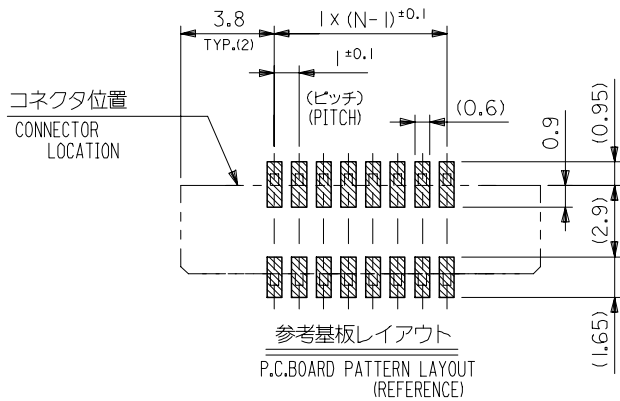 3.8
TYP.(2)
1×(N-1)±0.1
1±0.1
(ピッチ)
(PITCH)
(0.6)
0.9
(0.95)
(2.9)
(1.65)
コネクタ位置
CONNECTOR
LOCATION
参考基板レイアウト
P.C.BOARD PATTERN LAYOUT
(REFERENCE)